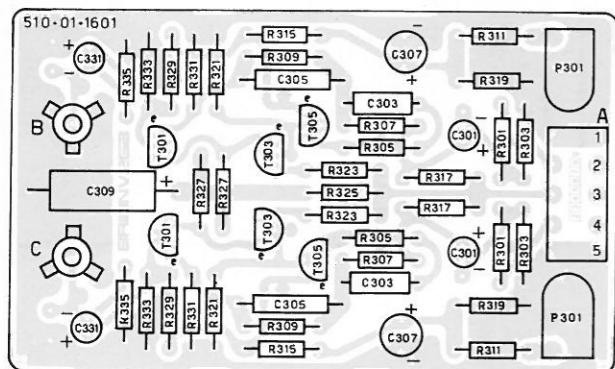 510-01-1601
+ C331 -
R335 R333 R329 R331 R321
R315
R309
C305
- C307 +
R311
R319
P301
B
e T301
T303 e
e T305
C303
R307
R305
- C301 +
R301 R303
A
1
2
3
4
5
C309 +
R327 R327
R323
R325
R323
R317
R317
C
T301 e
T303 e
T305 e
R305
R307
C303
+ C301 -
R301 R303
- C331 +
R335 R333 R329 R331 R321
C305
R309
R315
+ C307 -
R319
R311
P301